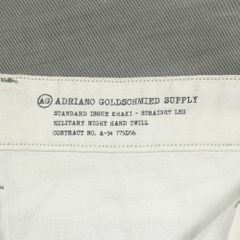 AG ADRIANO GOLDSCHMIED SUPPLY
STANDARD ISSUE KHAKI - STRAIGHT LEG
MILITARY RIGHT HAND TWILL
CONTRACT NO. A-34 775D56